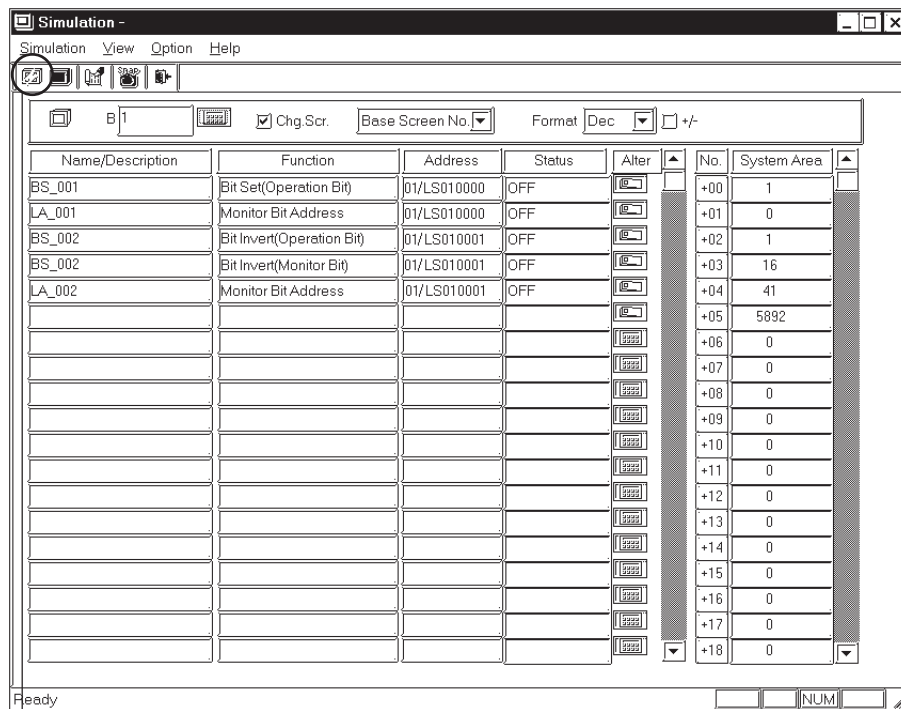 Simulation -
Simulation View Option Help
Snap
B 1 Chg.Scr. Base Screen No. Format Dec +/-
Name/Description Function Address Status Alter No. System Area
BS_001 Bit Set(Operation Bit) 01/LS010000 OFF +00 1
LA_001 Monitor Bit Address 01/LS010000 OFF +01 0
BS_002 Bit Invert(Operation Bit) 01/LS010001 OFF +02 1
BS_002 Bit Invert(Monitor Bit) 01/LS010001 OFF +03 16
LA_002 Monitor Bit Address 01/LS010001 OFF +04 41
+05 5892
+06 0
+07 0
+08 0
+09 0
+10 0
+11 0
+12 0
+13 0
+14 0
+15 0
+16 0
+17 0
+18 0
Ready NUM